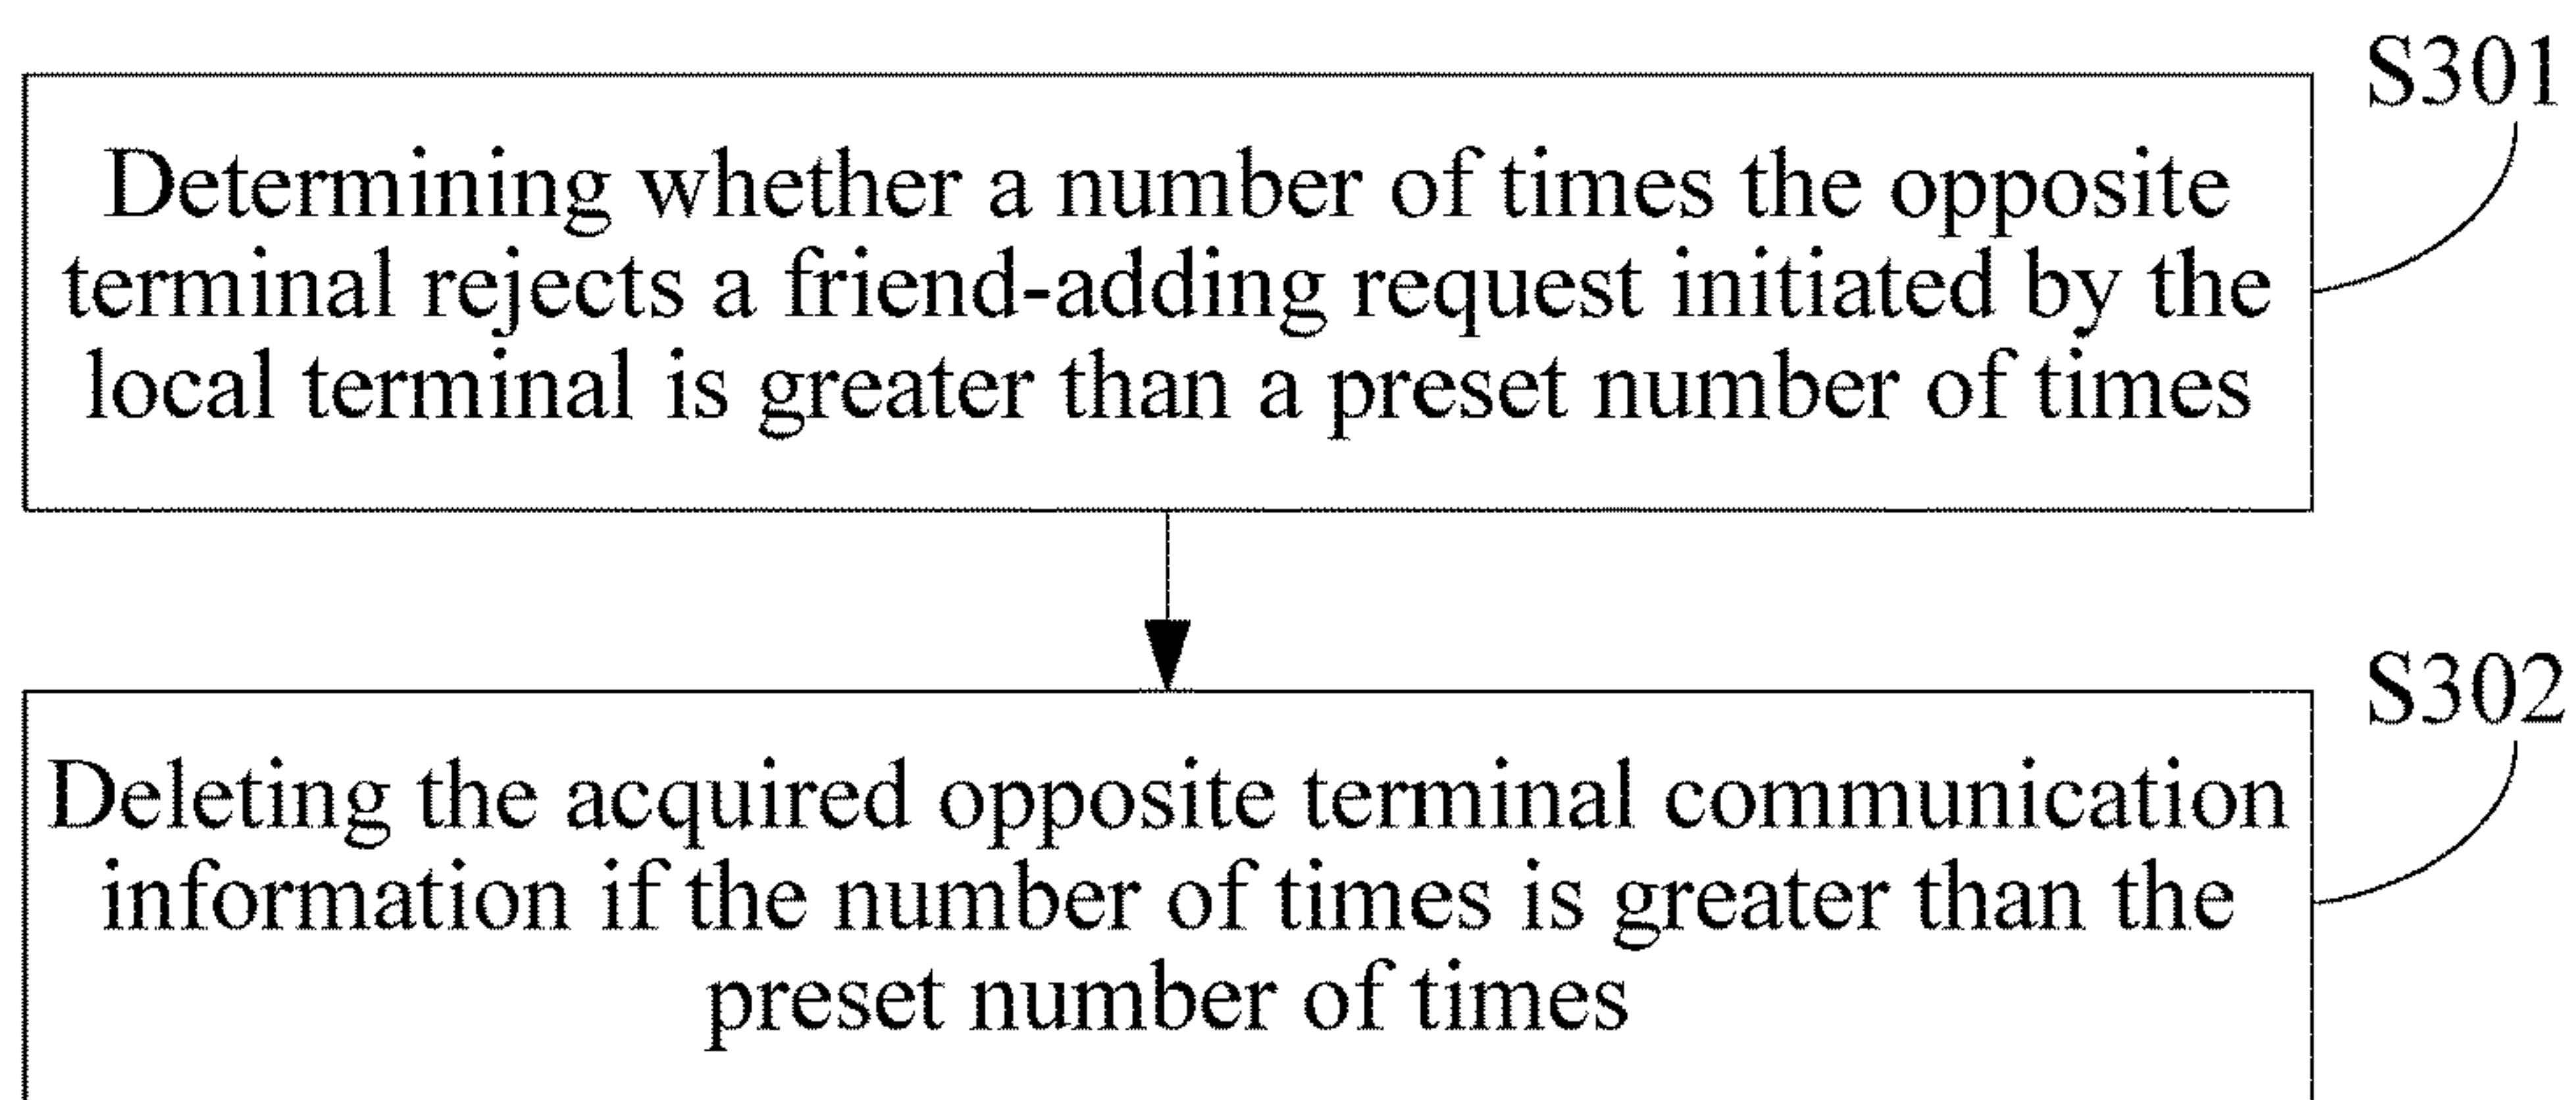 S301
Determining whether a number of times the opposite
terminal rejects a friend-adding request initiated by the
local terminal is greater than a preset number of times
S302
Deleting the acquired opposite terminal communication
information if the number of times is greater than the
preset number of times